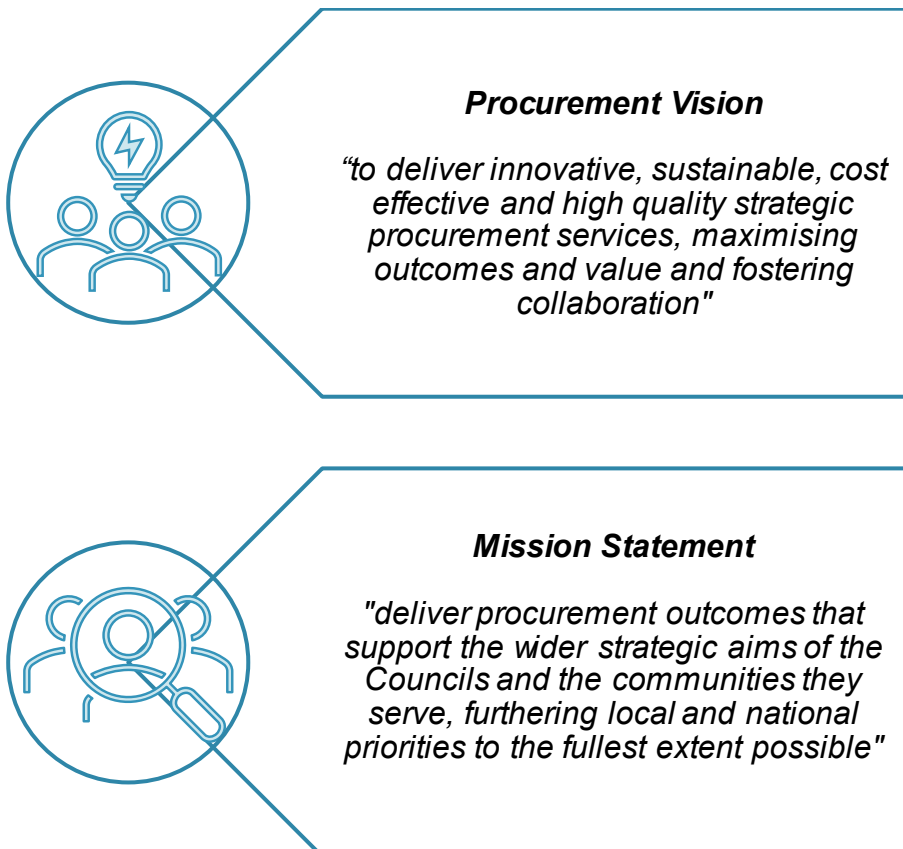 Procurement Vision
“to deliver innovative, sustainable, cost
effective and high quality strategic
procurement services, maximising
outcomes and value and fostering
collaboration"
Mission Statement
"deliver procurement outcomes that
support the wider strategic aims of the
Councils and the communities they
serve, furthering local and national
priorities to the fullest extent possible"